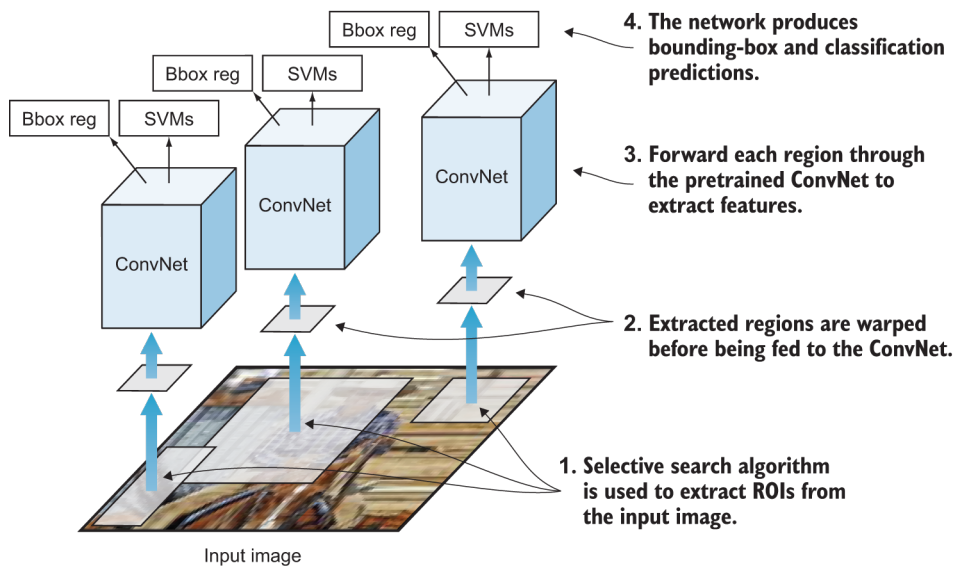 Bbox reg
SVMs
4. The network produces
bounding-box and classification
predictions.
Bbox reg
SVMs
Bbox reg
SVMs
3. Forward each region through
the pretrained ConvNet to
extract features.
ConvNet
ConvNet
ConvNet
2. Extracted regions are warped
before being fed to the ConvNet.
1. Selective search algorithm
is used to extract ROIs from
the input image.
Input image